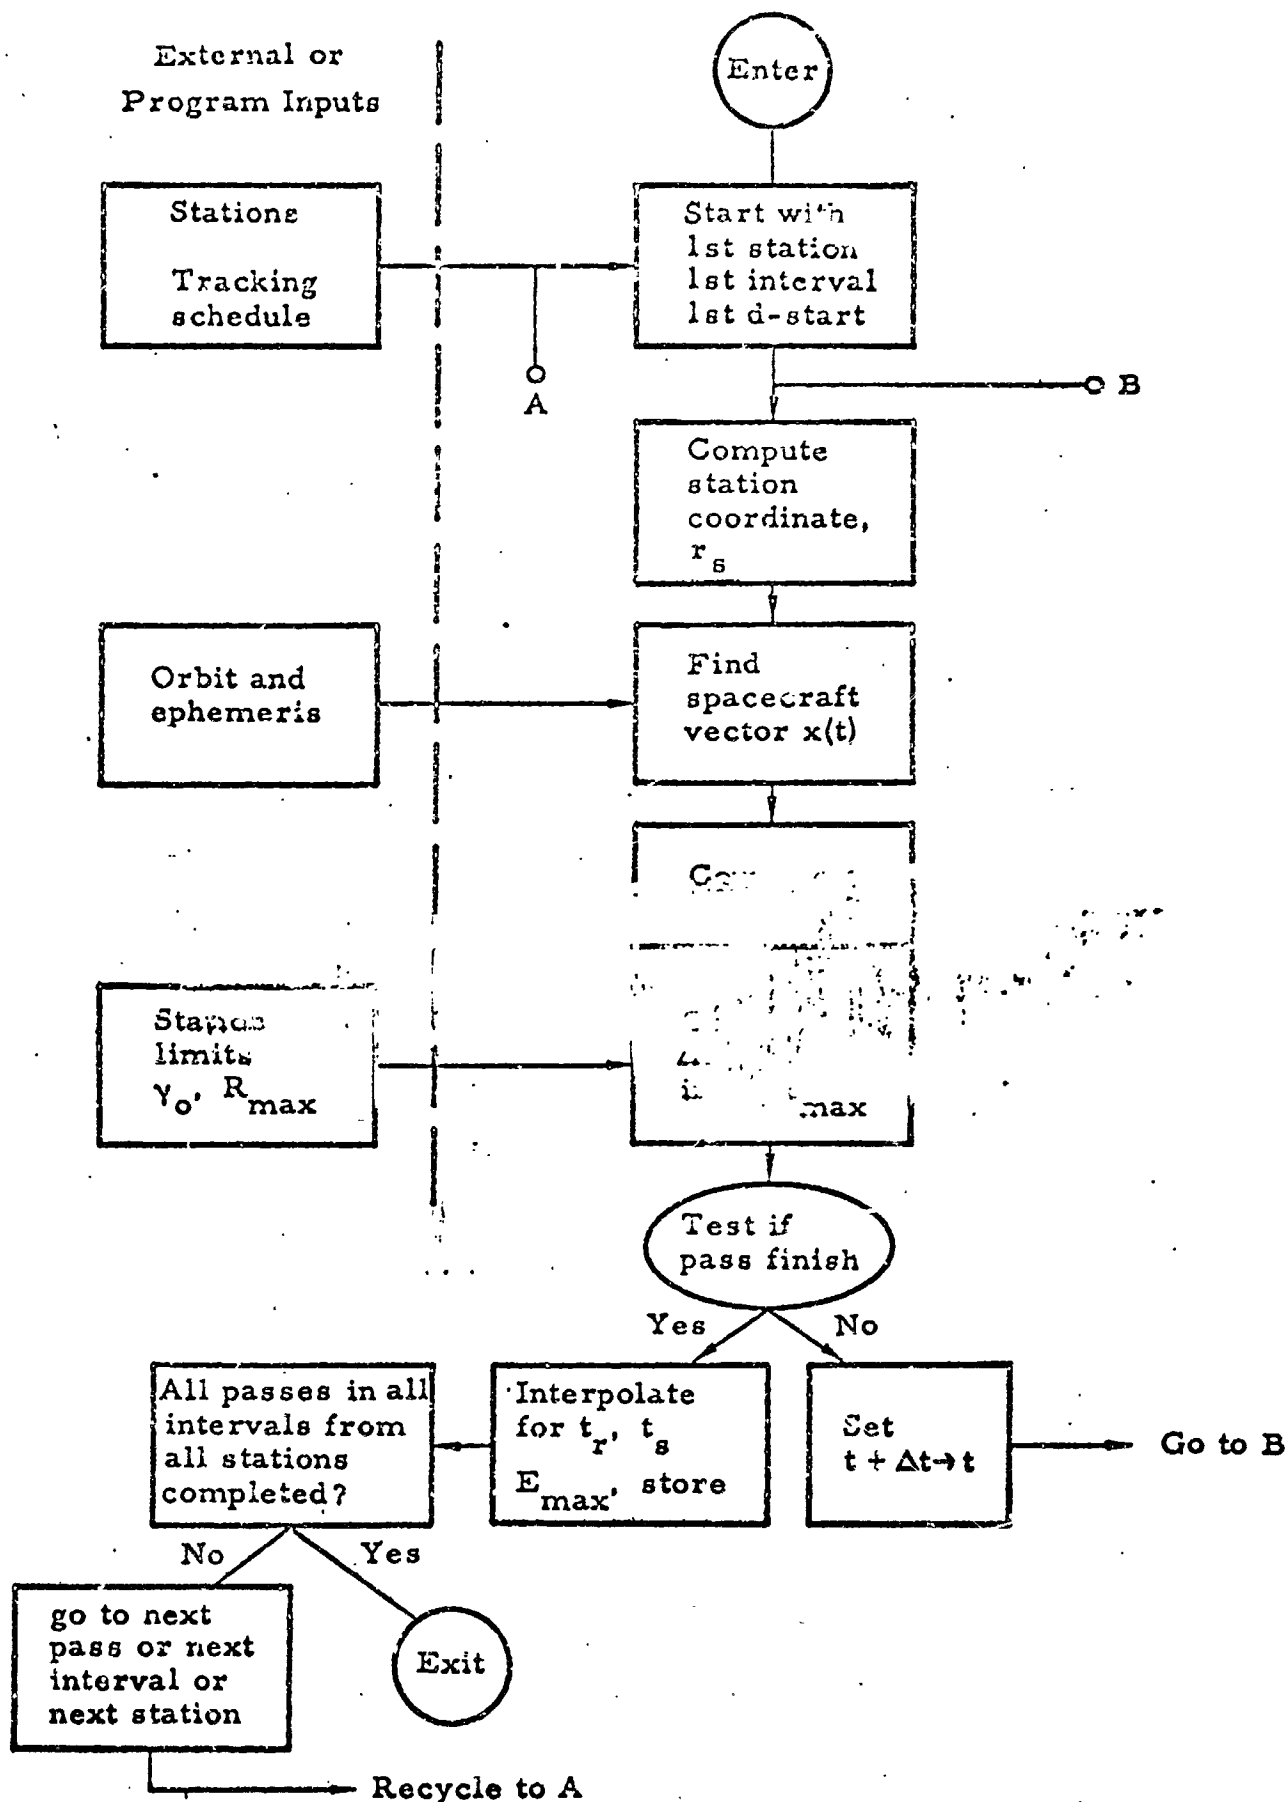 External or
Program Inputs
Enter
Stations
Tracking
schedule
Start with
1st station
1st interval
1st d-start
A
B
Compute
station
coordinate,
r_s
Orbit and
ephemeris
Find
spacecraft
vector x(t)
limits
γ_o, R_max
max
Test if
pass finish
Yes
No
All passes in all
intervals from
all stations
completed?
Interpolate
for t_r, t_s
E_max, store
Set
t + Δt→t
Go to B
No
Yes
go to next
pass or next
interval or
next station
Exit
Recycle to A